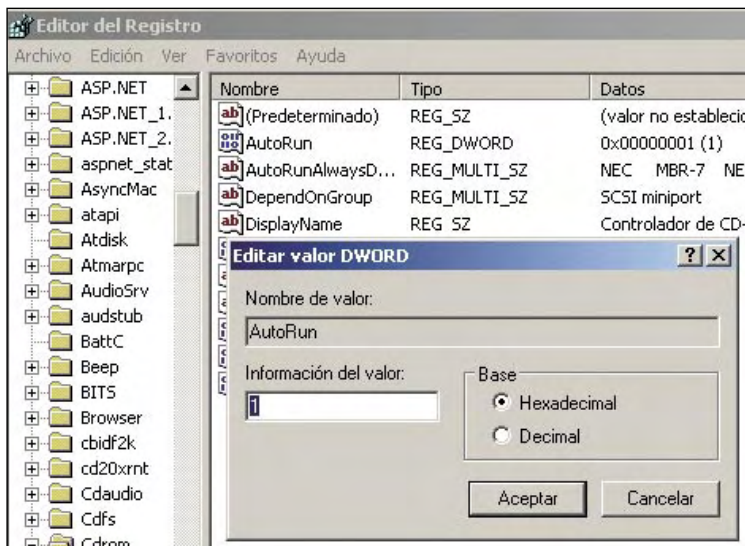 Editor del Registro
Archivo Edición Ver Favoritos Ayuda
ASP.NET
ASP.NET_1.
ASP.NET_2.
aspnet_stat
AsyncMac
atapi
Atdisk
Atmarpc
AudioSrv
audstub
BattC
Beep
BITS
Browser
cbidf2k
cd20xrnt
Cdaudio
Cdfs
Cdrom
Nombre Tipo Datos
(Predeterminado) REG_SZ (valor no establecid
AutoRun REG_DWORD 0x00000001 (1)
AutoRunAlwaysD... REG_MULTI_SZ NEC MBR-7 NE
DependOnGroup REG_MULTI_SZ SCSI miniport
DisplayName REG_SZ Controlador de CD-
Editar valor DWORD
Nombre de valor:
AutoRun
Información del valor:
1
Base
Hexadecimal
Decimal
Aceptar Cancelar